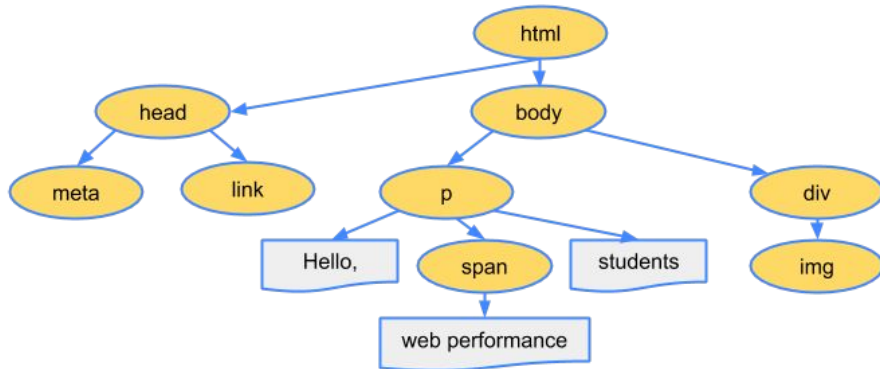 html
head
body
meta
link
p
div
Hello,
span
students
img
web performance